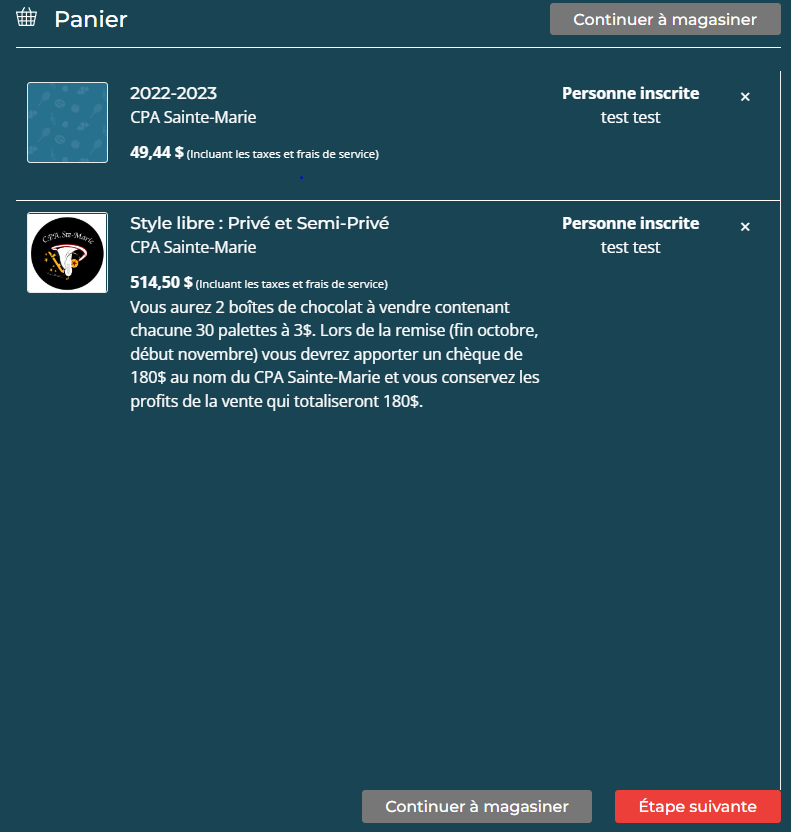 Panier
Continuer à magasiner
2022-2023
CPA Sainte-Marie
49,44 $ (Incluant les taxes et frais de service)
Personne inscrite
test test
×
C.P.A. Ste-Marie
Style libre : Privé et Semi-Privé
CPA Sainte-Marie
514,50 $ (Incluant les taxes et frais de service)
Vous aurez 2 boîtes de chocolat à vendre contenant
chacune 30 palettes à 3$. Lors de la remise (fin octobre,
début novembre) vous devrez apporter un chèque de
180$ au nom du CPA Sainte-Marie et vous conservez les
profits de la vente qui totaliseront 180$.
Personne inscrite
test test
×
Continuer à magasiner
Étape suivante